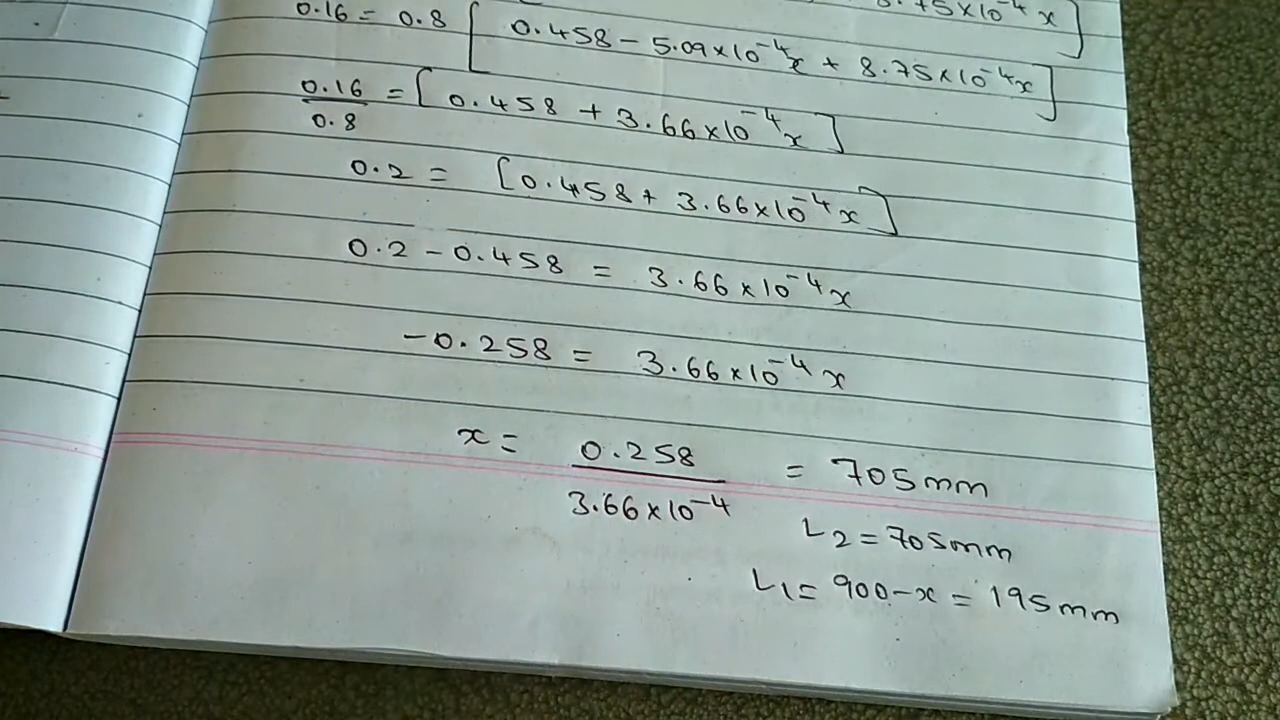 .75×10⁻⁴ x]
0.16 = 0.8 [ 0.458 − 5.09×10⁻⁴x + 8.75×10⁻⁴x ]
0.16/0.8 = [ 0.458 + 3.66×10⁻⁴x ]
0.2 = [0.458 + 3.66×10⁻⁴x ]
0.2 − 0.458 = 3.66×10⁻⁴x
−0.258 = 3.66×10⁻⁴x
x = 0.258/3.66×10⁻⁴ = 705mm
L2 = 705mm
L1 = 900−x = 195mm